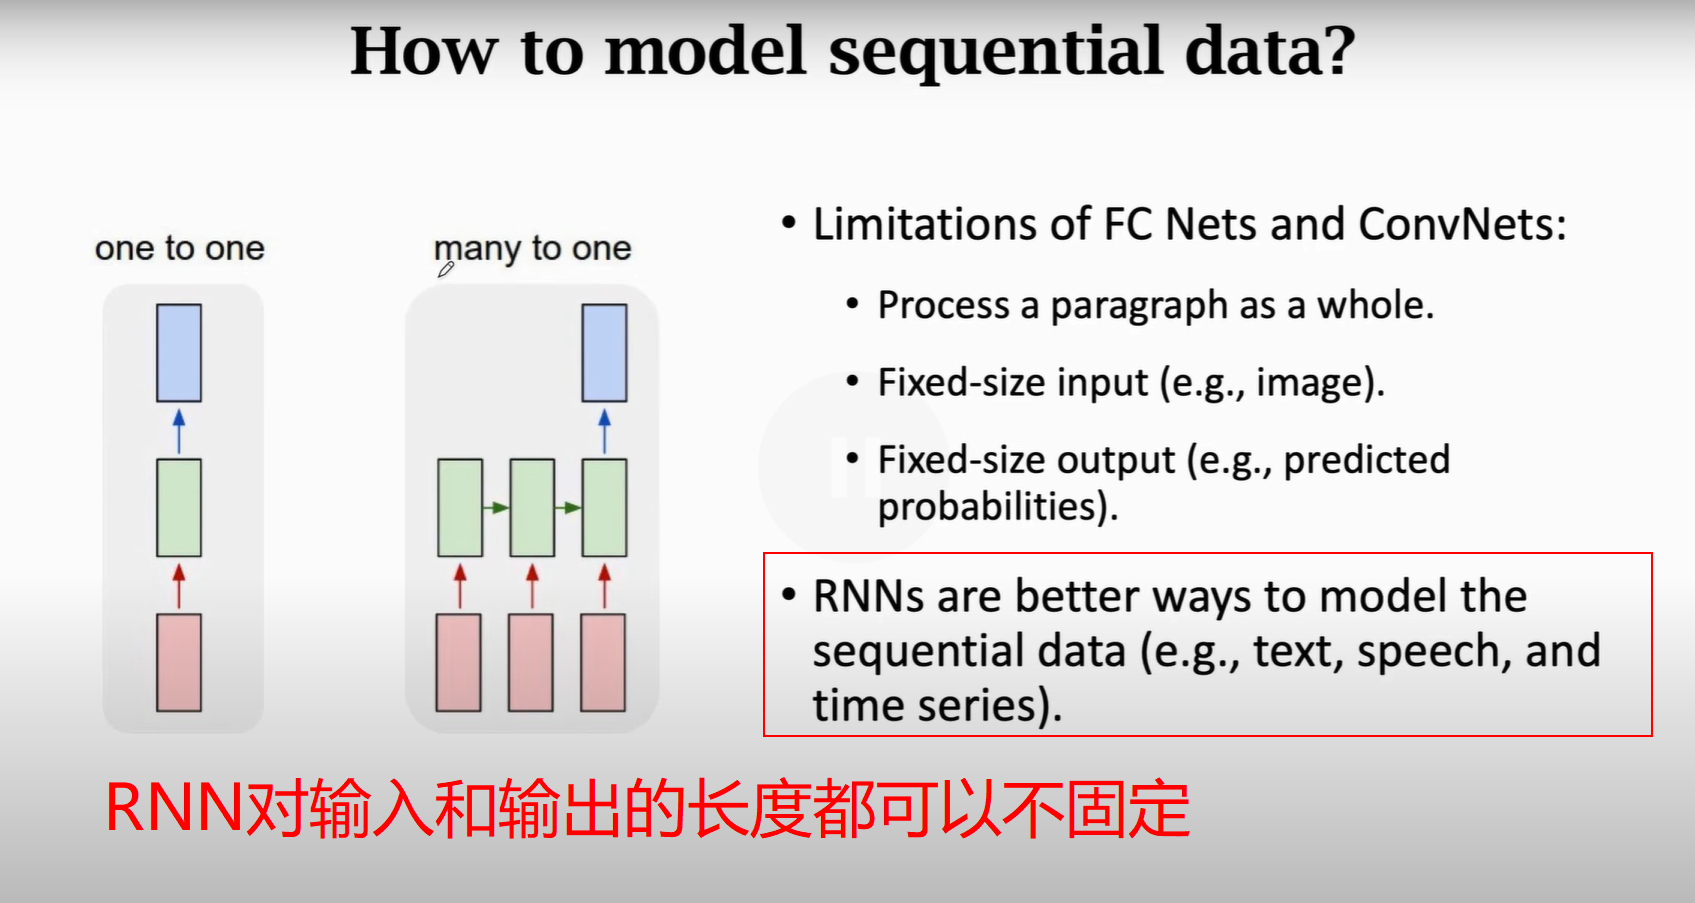 How to model sequential data?
one to one
many to one
• Limitations of FC Nets and ConvNets:
• Process a paragraph as a whole.
• Fixed-size input (e.g., image).
• Fixed-size output (e.g., predicted
probabilities).
• RNNs are better ways to model the
sequential data (e.g., text, speech, and
time series).
RNN对输入和输出的长度都可以不固定